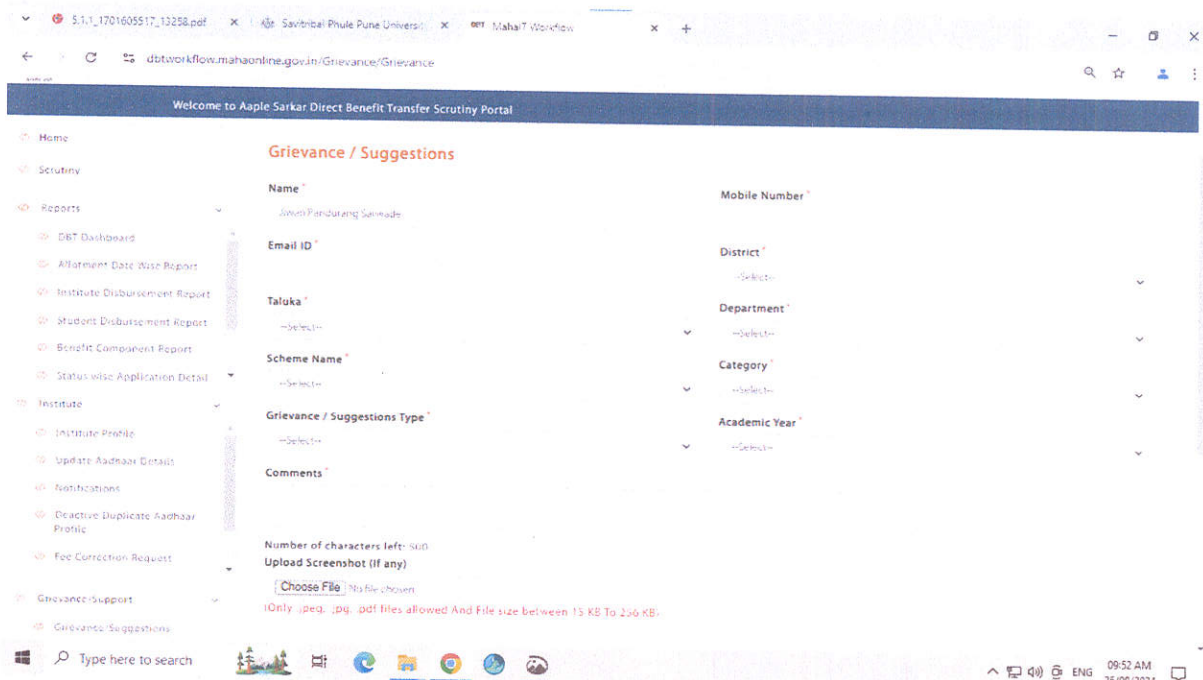 5.1.1_1701605517_13258.pdf
Savitribai Phule Pune Universi
MahaIT Workflow
dbtworkflow.mahaonline.gov.in/Grievance/Grievance
Welcome to Aaple Sarkar Direct Benefit Transfer Scrutiny Portal
Home
Scrutiny
Reports
DBT Dashboard
Allotment Date Wise Report
Institute Disbursement Report
Student Disbursement Report
Benefit Component Report
Status wise Application Detail
Institute
Institute Profile
Update Aadhaar Details
Notifications
Deactive Duplicate Aadhaar
Profile
Fee Correction Request
Grievance/Support
Grievance/Suggestions
Grievance / Suggestions
Name *
Pandurang
Mobile Number *
Email ID *
District *
--Select--
Taluka *
--Select--
Department *
--Select--
Scheme Name *
--Select--
Category *
--Select--
Grievance / Suggestions Type *
--Select--
Academic Year *
--Select--
Comments *
Number of characters left: 500
Upload Screenshot (If any)
Choose File No file chosen
(Only .jpeg, .jpg, .pdf files allowed And File size between 15 KB To 256 KB)
Type here to search
ENG
09:52 AM